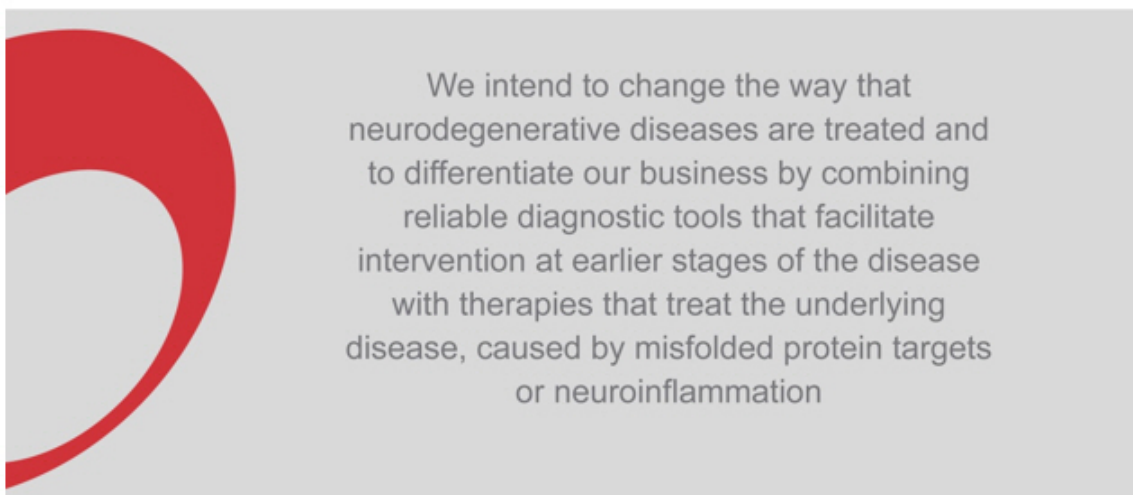 We intend to change the way that
neurodegenerative diseases are treated and
to differentiate our business by combining
reliable diagnostic tools that facilitate
intervention at earlier stages of the disease
with therapies that treat the underlying
disease, caused by misfolded protein targets
or neuroinflammation